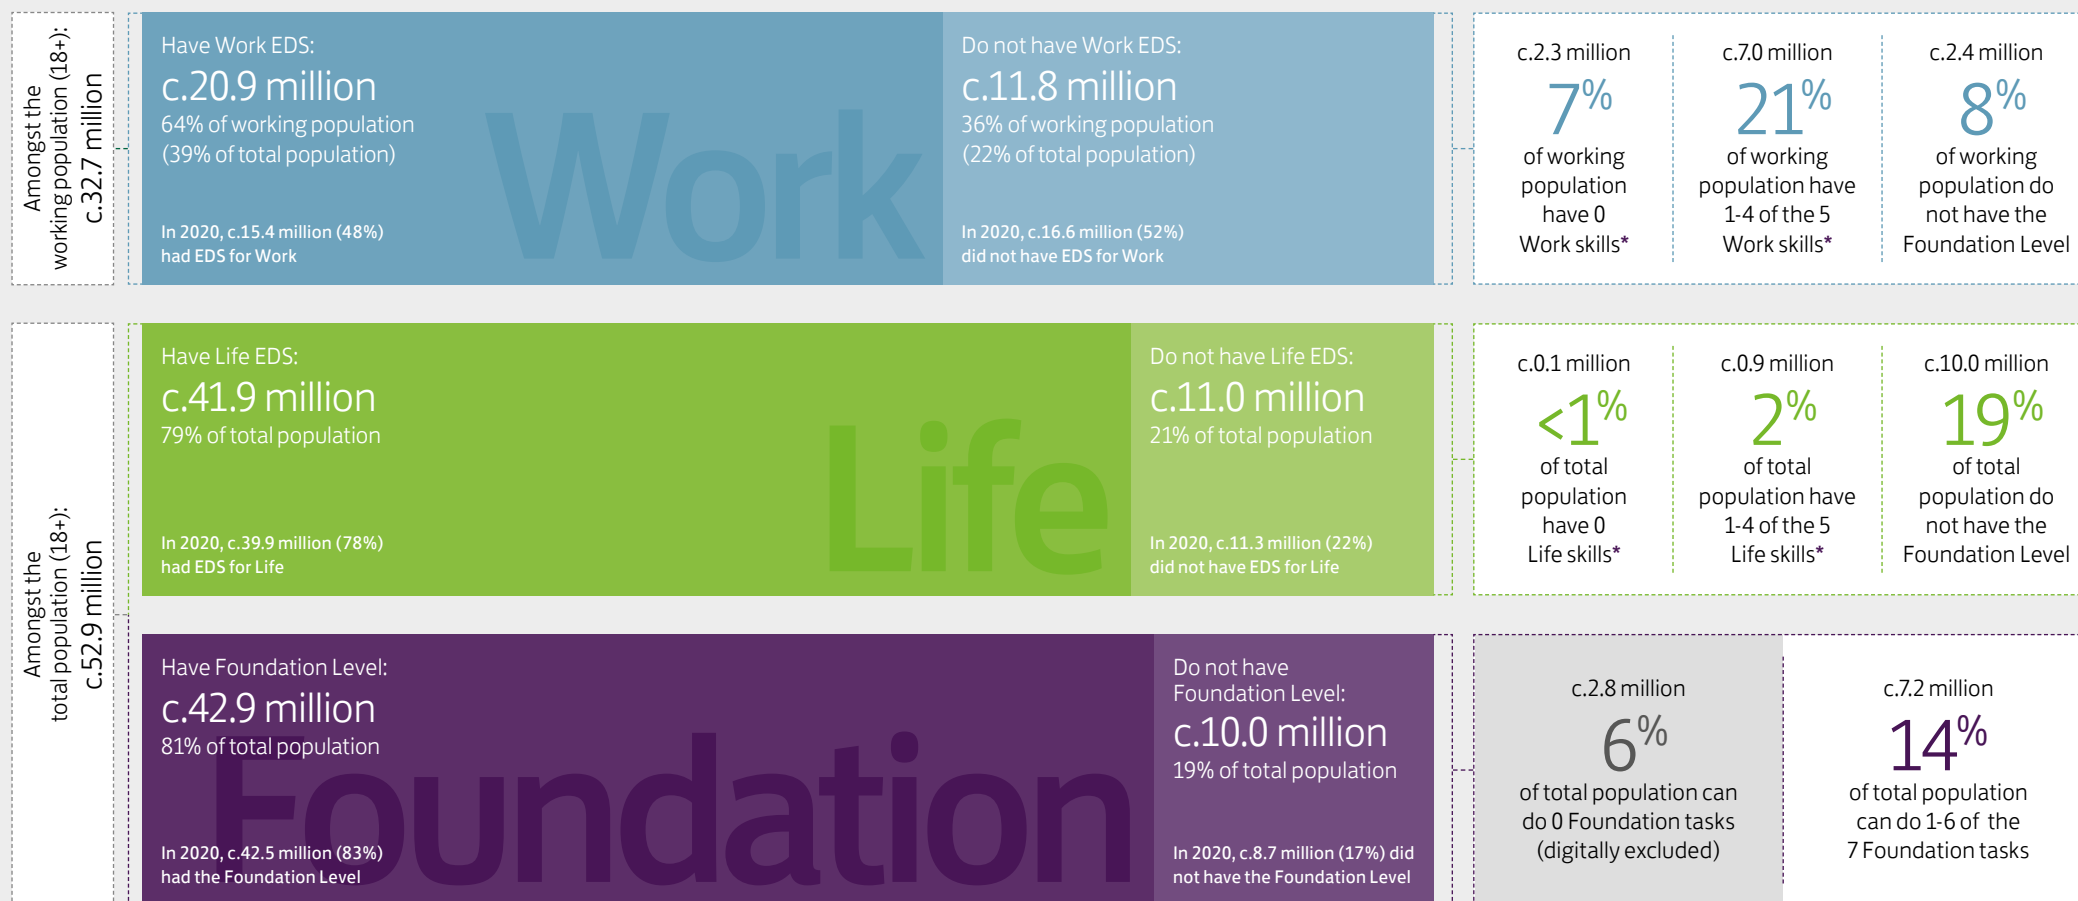 Amongst the
working population (18+):
c.32.7 million
Have Work EDS:
c.20.9 million
64% of working population
(39% of total population)
In 2020, c.15.4 million (48%)
had EDS for Work
Work
Do not have Work EDS:
c.11.8 million
36% of working population
(22% of total population)
In 2020, c.16.6 million (52%)
did not have EDS for Work
c.2.3 million
7%
of working
population
have 0
Work skills*
c.7.0 million
21%
of working
population have
1-4 of the 5
Work skills*
c.2.4 million
8%
of working
population do
not have the
Foundation Level
Amongst the
total population (18+):
c.52.9 million
Have Life EDS:
c.41.9 million
79% of total population
In 2020, c.39.9 million (78%)
had EDS for Life
Life
Do not have Life EDS:
c.11.0 million
21% of total population
In 2020, c.11.3 million (22%)
did not have EDS for Life
c.0.1 million
<1%
of total
population
have 0
Life skills*
c.0.9 million
2%
of total
population have
1-4 of the 5
Life skills*
c.10.0 million
19%
of total
population do
not have the
Foundation Level
Have Foundation Level:
c.42.9 million
81% of total population
In 2020, c.42.5 million (83%)
had the Foundation Level
Foundation
Do not have
Foundation Level:
c.10.0 million
19% of total population
In 2020, c.8.7 million (17%) did
not have the Foundation Level
c.2.8 million
6%
of total population can
do 0 Foundation tasks
(digitally excluded)
c.7.2 million
14%
of total population
can do 1-6 of the
7 Foundation tasks